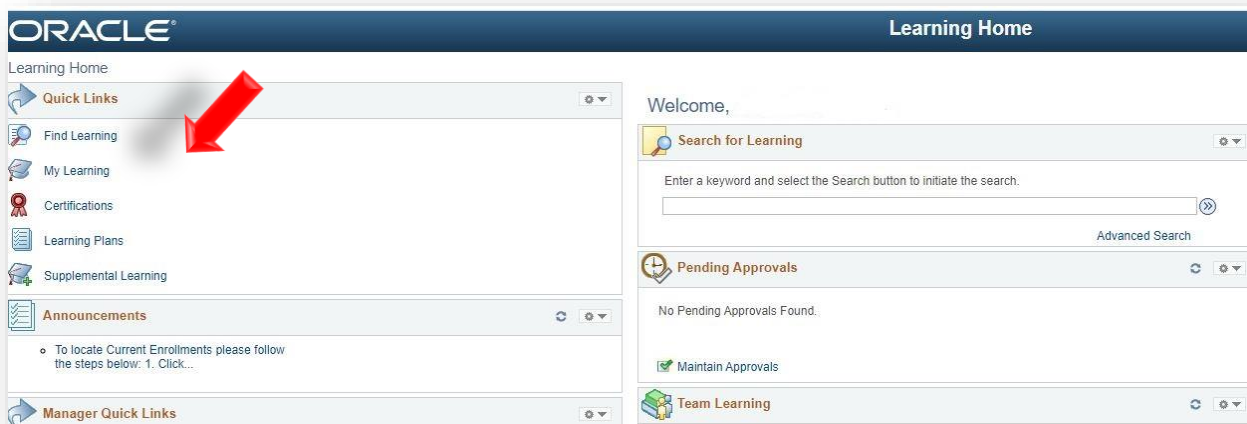 ORACLE®
Learning Home
Learning Home
Quick Links
Find Learning
My Learning
Certifications
Learning Plans
Supplemental Learning
Announcements
To locate Current Enrollments please follow
the steps below: 1. Click...
Manager Quick Links
Welcome,
Search for Learning
Enter a keyword and select the Search button to initiate the search.
Advanced Search
Pending Approvals
No Pending Approvals Found.
Maintain Approvals
Team Learning